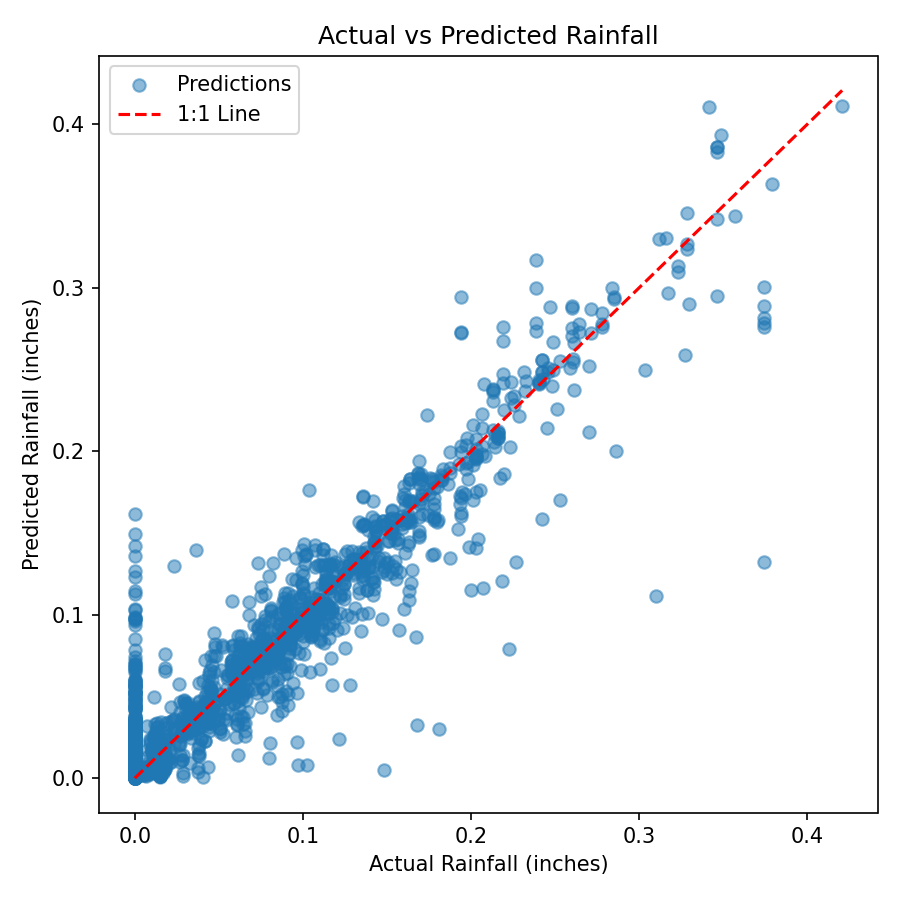 Actual vs Predicted Rainfall
Predictions
1:1 Line
0.4
0.3
0.2
0.1
0.0
Predicted Rainfall (inches)
0.0 0.1 0.2 0.3 0.4
Actual Rainfall (inches)